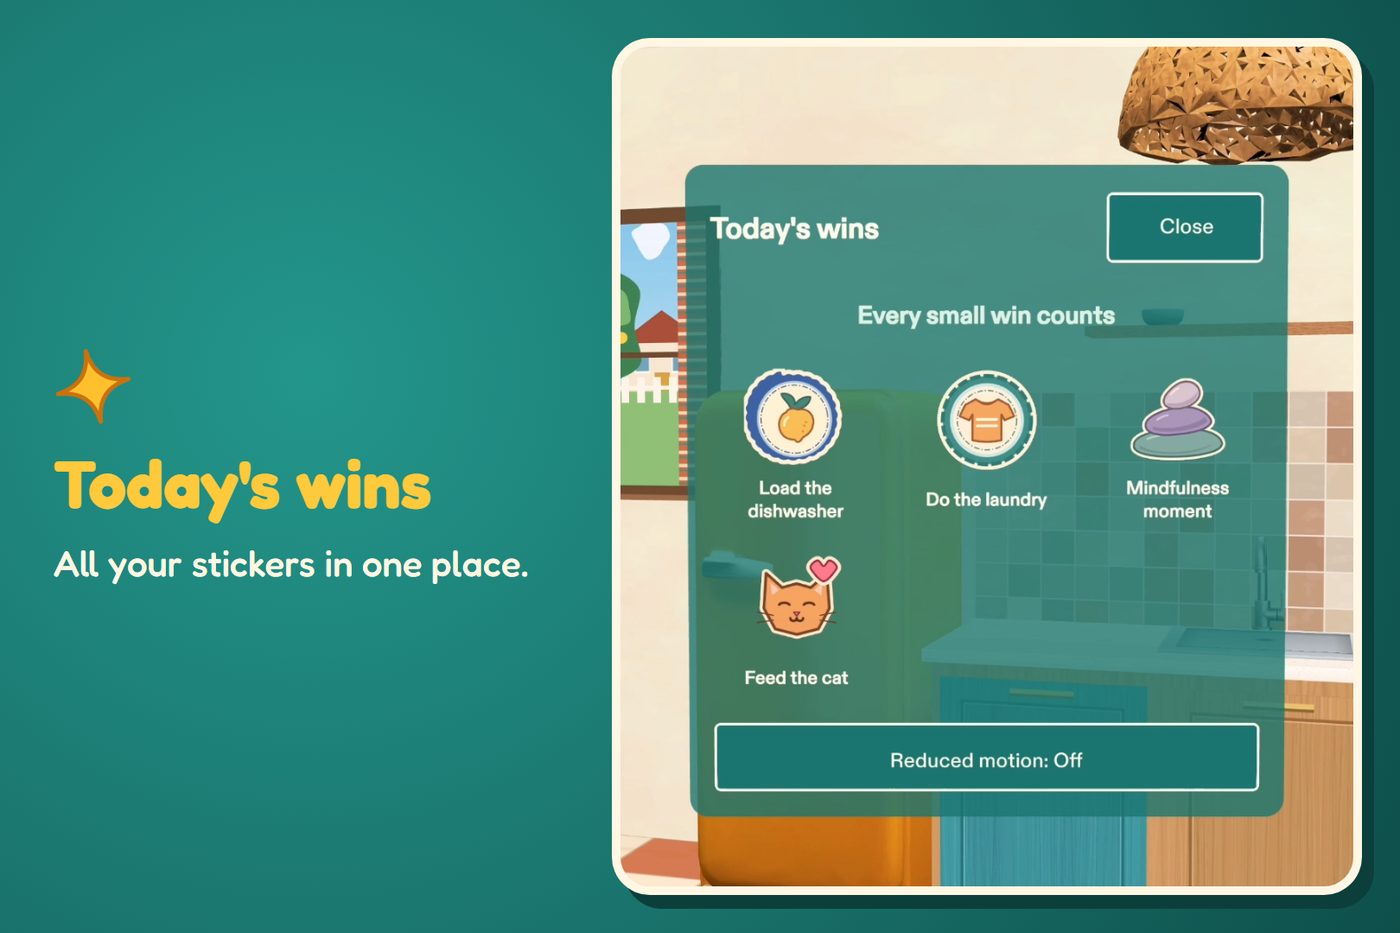 Today's wins
All your stickers in one place.
Today's wins
Close
Every small win counts
Load the
dishwasher
Do the laundry
Mindfulness
moment
Feed the cat
Reduced motion: Off